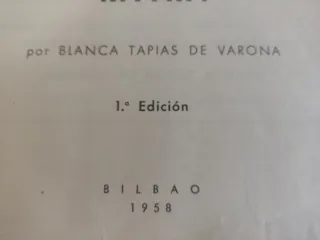 por BLANCA TAPIAS DE VARONA
1.ª Edición
BILBAO
1958